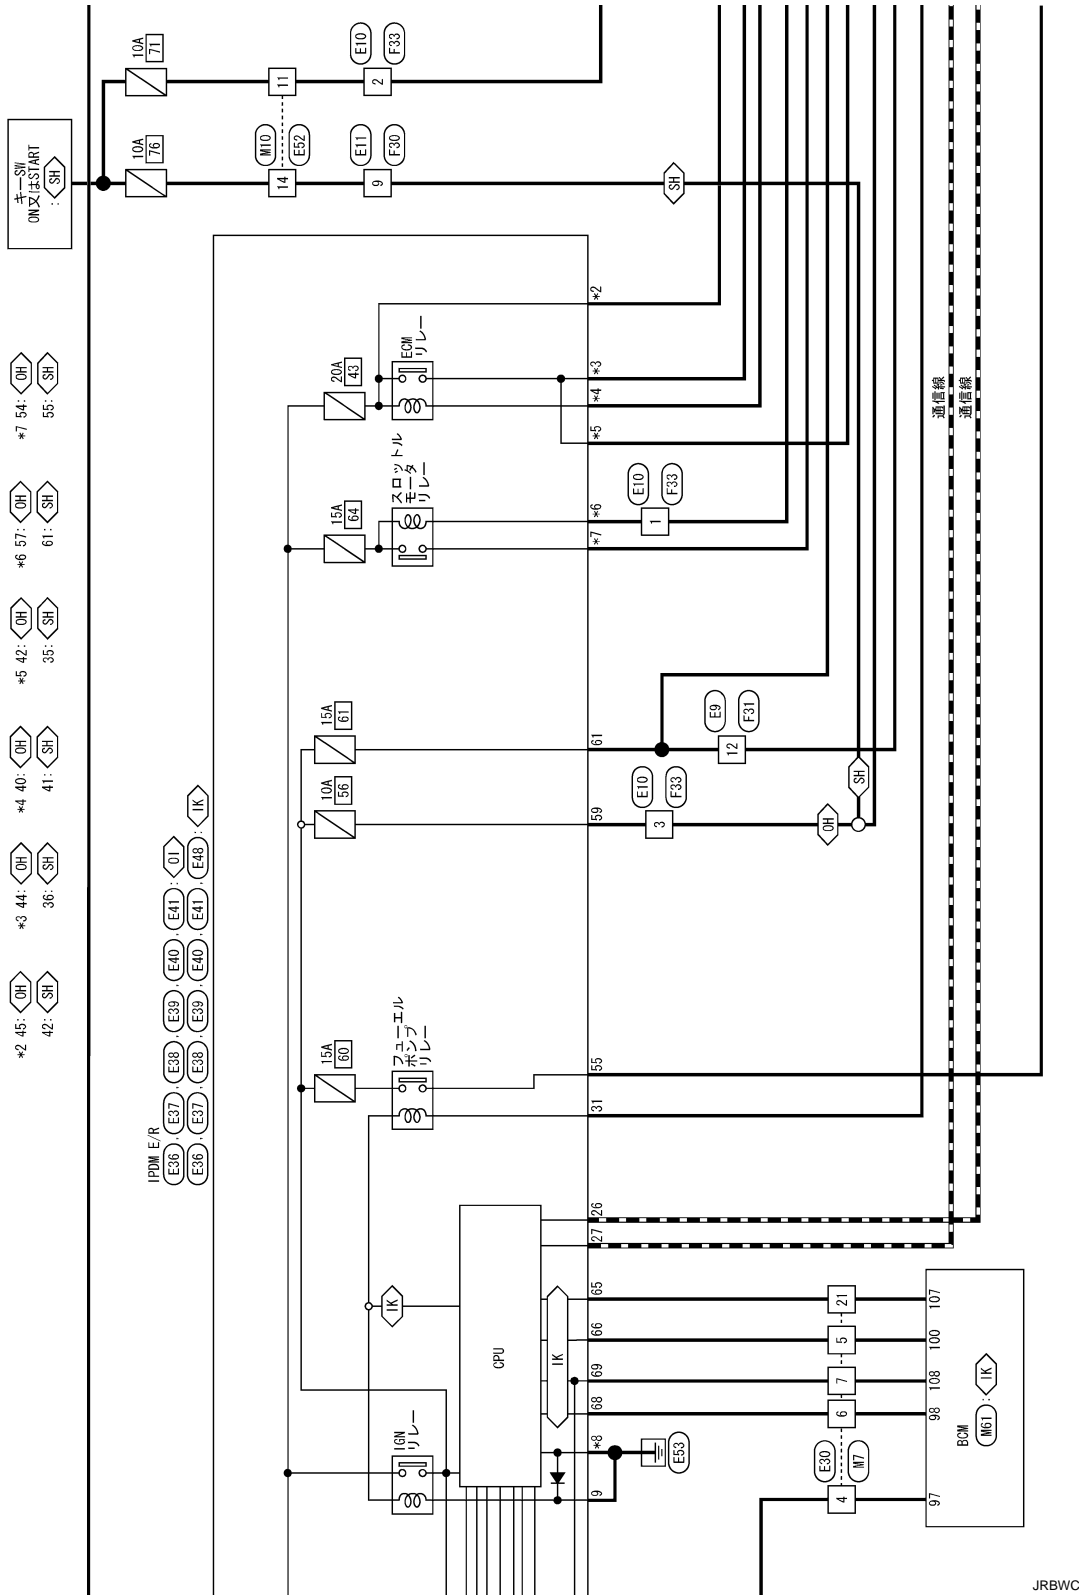 キーSW
ON又はSTART
: SH
10A
71
10A
76
11
M10
E52
14
E10
F33
2
E11
F30
9
SH
*2 45: OH
42: SH
*3 44: OH
36: SH
*4 40: OH
41: SH
*5 42: OH
35: SH
*6 57: OH
61: SH
*7 54: OH
55: SH
IPDM E/R
E36 , E37 , E38 , E39 , E40 , E41 : OI
E36 , E37 , E38 , E39 , E40 , E41 , E48 : IK
20A
43
ECM
リレー
*2
*3
*4
*5
15A
64
スロットル
モータ
リレー
*6
*7
E10
F33
1
15A
61
61
E9
F31
12
10A
56
59
E10
F33
3
OH
SH
通信線
通信線
15A
60
フューエル
ポンプ
リレー
55
31
26
27
IK
CPU
IK
65
66
69
68
*8
9
E53
IGN
リレー
21
5
7
6
E30
M7
4
107
100
108
98
97
BCM
M61 : IK
JRBWC